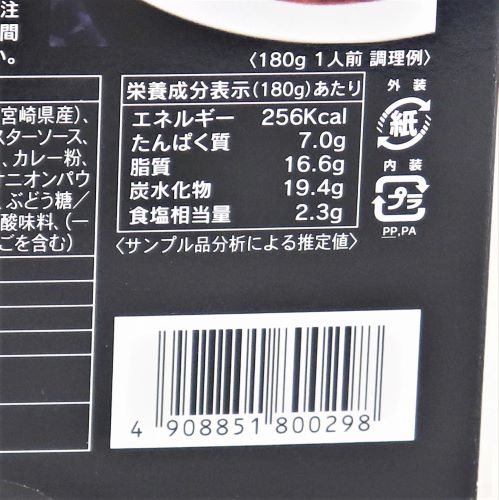 注
間
い。
〈180g 1人前 調理例〉
栄養成分表示(180g)あたり
エネルギー 256Kcal
たんぱく質 7.0g
脂質 16.6g
炭水化物 19.4g
食塩相当量 2.3g
〈サンプル品分析による推定値〉
外装
紙
内装
プラ
PP,PA
宮崎県産)、
スターソース、
、カレー粉、
オニオンパウ
、ぶどう糖/
酸味料、(一
ごを含む)
4 908851 800298